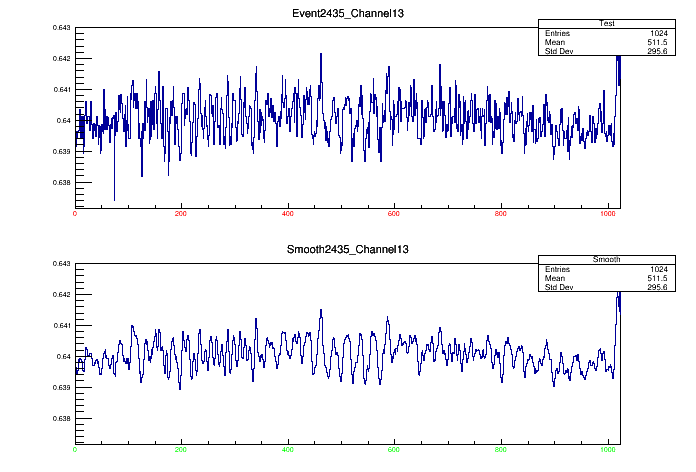 Event2435_Channel13
Test
Entries 1024
Mean 511.5
Std Dev 295.6
0.643
0.642
0.641
0.64
0.639
0.638
0 200 400 600 800 1000
Smooth2435_Channel13
Smooth
Entries 1024
Mean 511.5
Std Dev 295.6
0.643
0.642
0.641
0.64
0.639
0.638
0 200 400 600 800 1000